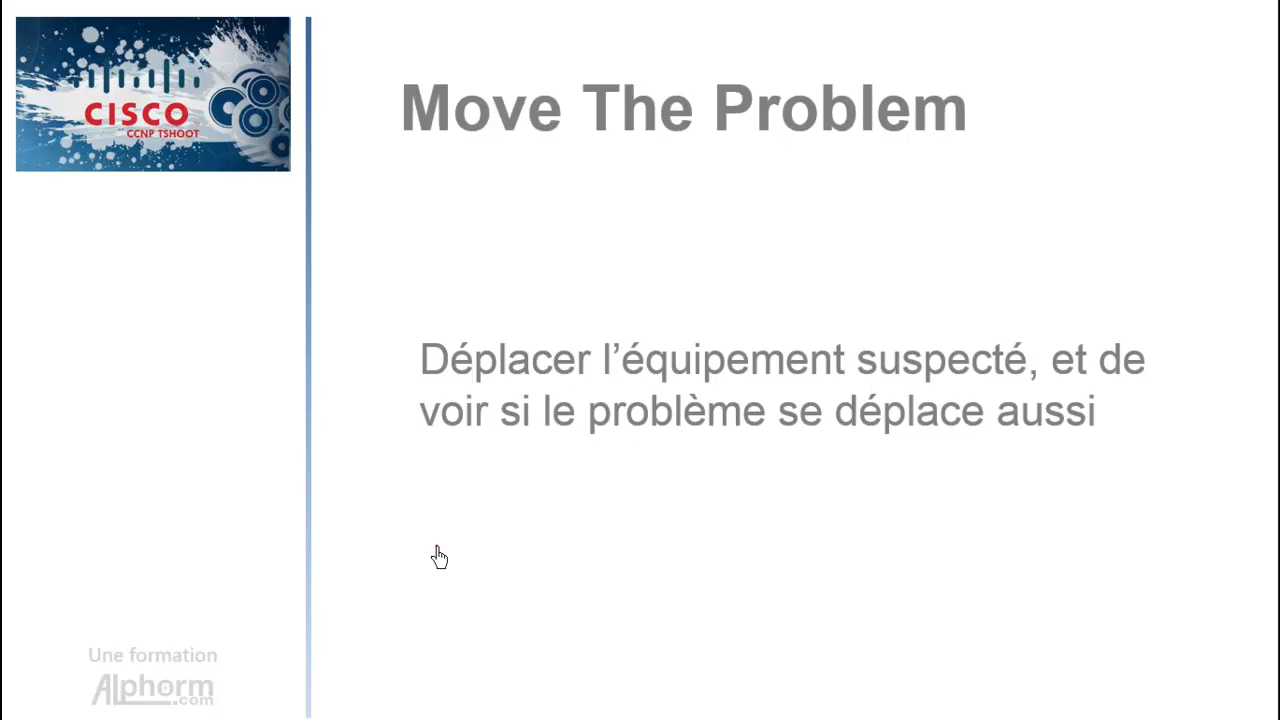 CISCO
CCNP TSHOOT
Move The Problem
Déplacer l’équipement suspecté, et de
voir si le problème se déplace aussi
Une formation
Alphorm
.com